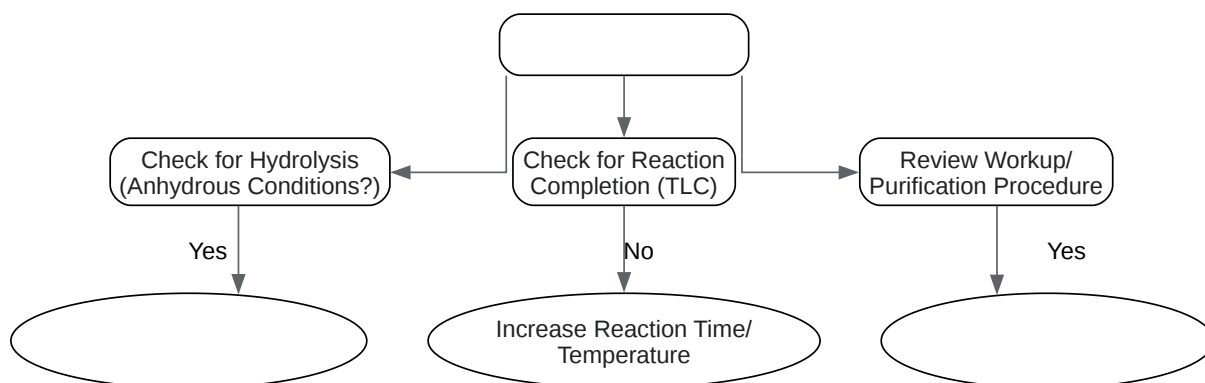 Check for Hydrolysis
(Anhydrous Conditions?)
Check for Reaction
Completion (TLC)
Review Workup/
Purification Procedure
Yes
No
Yes
Increase Reaction Time/
Temperature